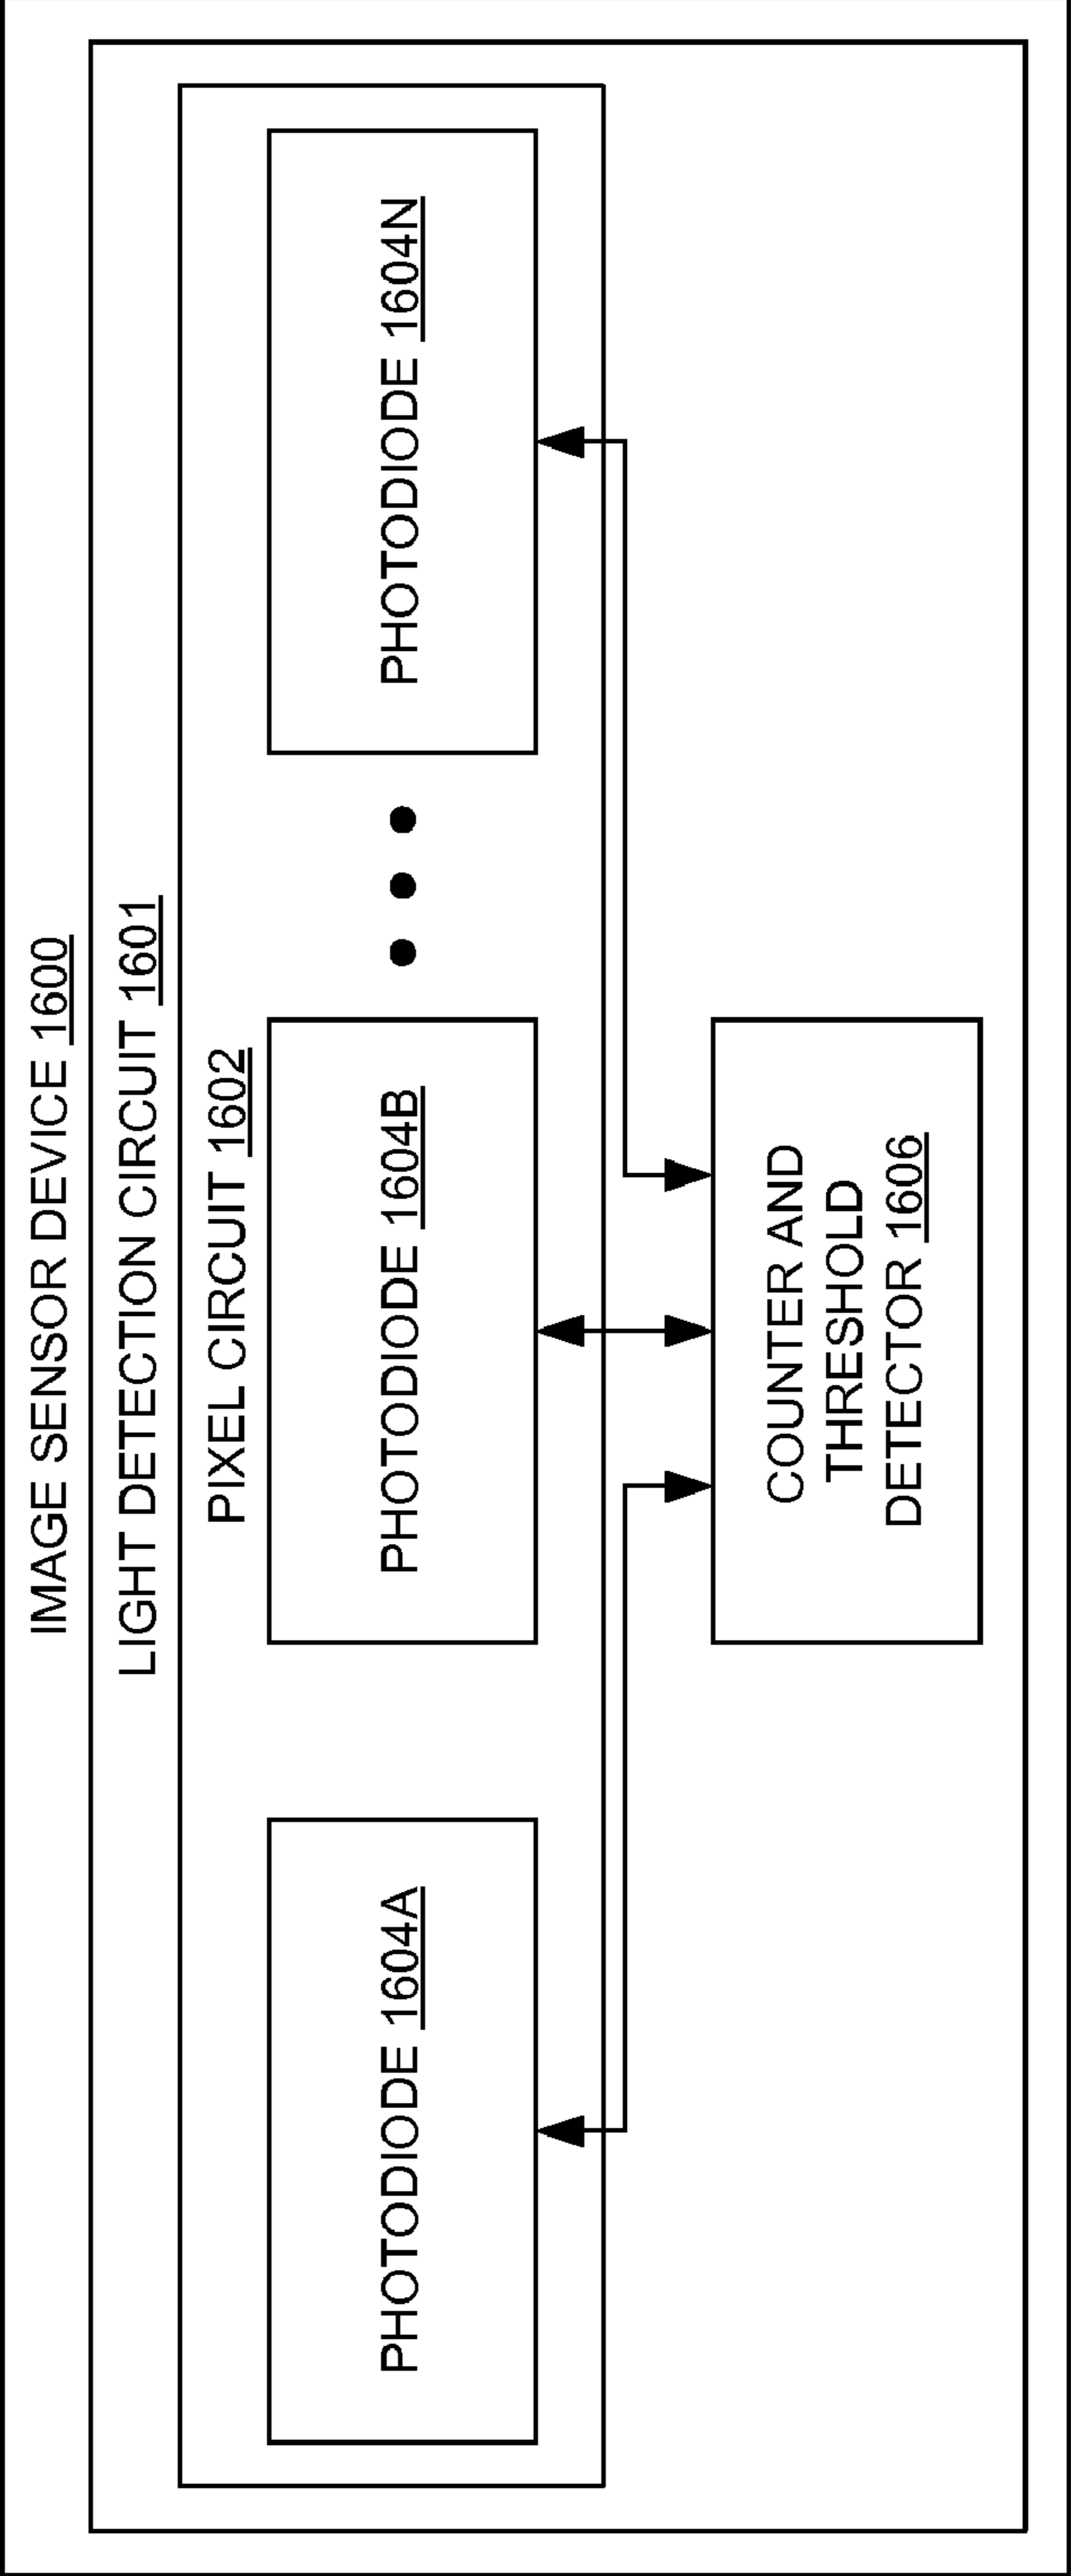 IMAGE SENSOR DEVICE 1600
LIGHT DETECTION CIRCUIT 1601
PIXEL CIRCUIT 1602
PHOTODIODE 1604A
PHOTODIODE 1604B
PHOTODIODE 1604N
COUNTER AND
THRESHOLD
DETECTOR 1606